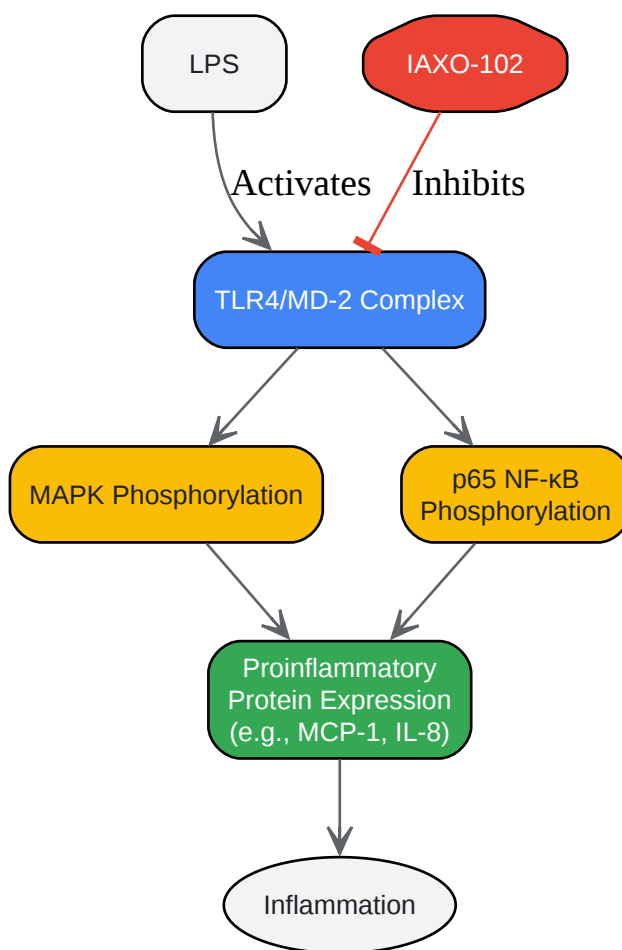 LPS
IAXO-102
Activates
Inhibits
TLR4/MD-2 Complex
MAPK Phosphorylation
p65 NF-κB
Phosphorylation
Proinflammatory
Protein Expression
(e.g., MCP-1, IL-8)
Inflammation